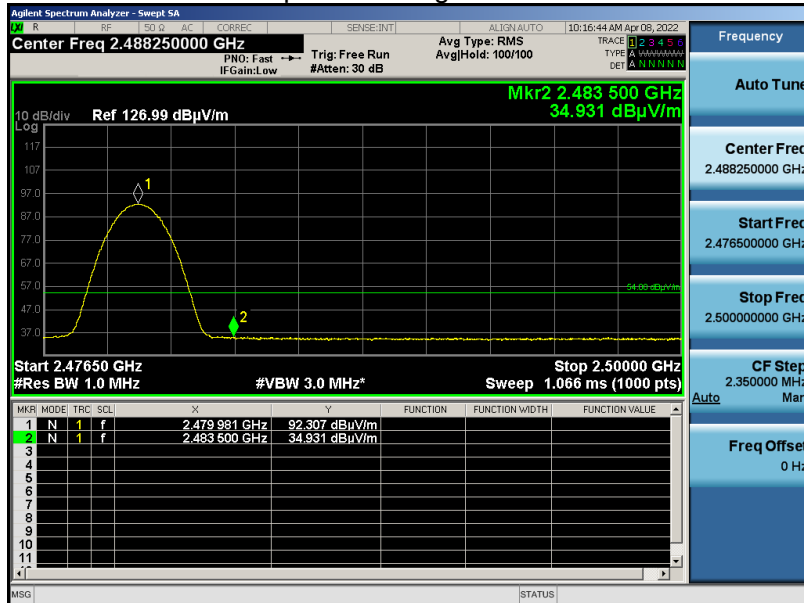 Agilent Spectrum Analyzer - Swept SA
LXI R RF 50 Ω AC CORREC SENSE:INT ALIGN AUTO 10:16:44 AM Apr 08, 2022
Center Freq 2.488250000 GHz
PNO: Fast
IFGain:Low
Trig: Free Run
#Atten: 30 dB
Avg Type: RMS
Avg|Hold: 100/100
TRACE 1 2 3 4 5 6
TYPE A
DET A N N N N N
Mkr2 2.483 500 GHz
34.931 dBµV/m
10 dB/div Ref 126.99 dBµV/m
Log
117
107
97.0
87.0
77.0
67.0
57.0
47.0
37.0
1
2
54.00 dBµV/m
Start 2.47650 GHz Stop 2.50000 GHz
#Res BW 1.0 MHz #VBW 3.0 MHz* Sweep 1.066 ms (1000 pts)
MKR MODE TRC SCL X Y FUNCTION FUNCTION WIDTH FUNCTION VALUE
1 N 1 f 2.479 981 GHz 92.307 dBµV/m
2 N 1 f 2.483 500 GHz 34.931 dBµV/m
3
4
5
6
7
8
9
10
11
MSG STATUS
Frequency
Auto Tune
Center Freq
2.488250000 GHz
Start Freq
2.476500000 GHz
Stop Freq
2.500000000 GHz
CF Step
2.350000 MHz
Auto Man
Freq Offset
0 Hz